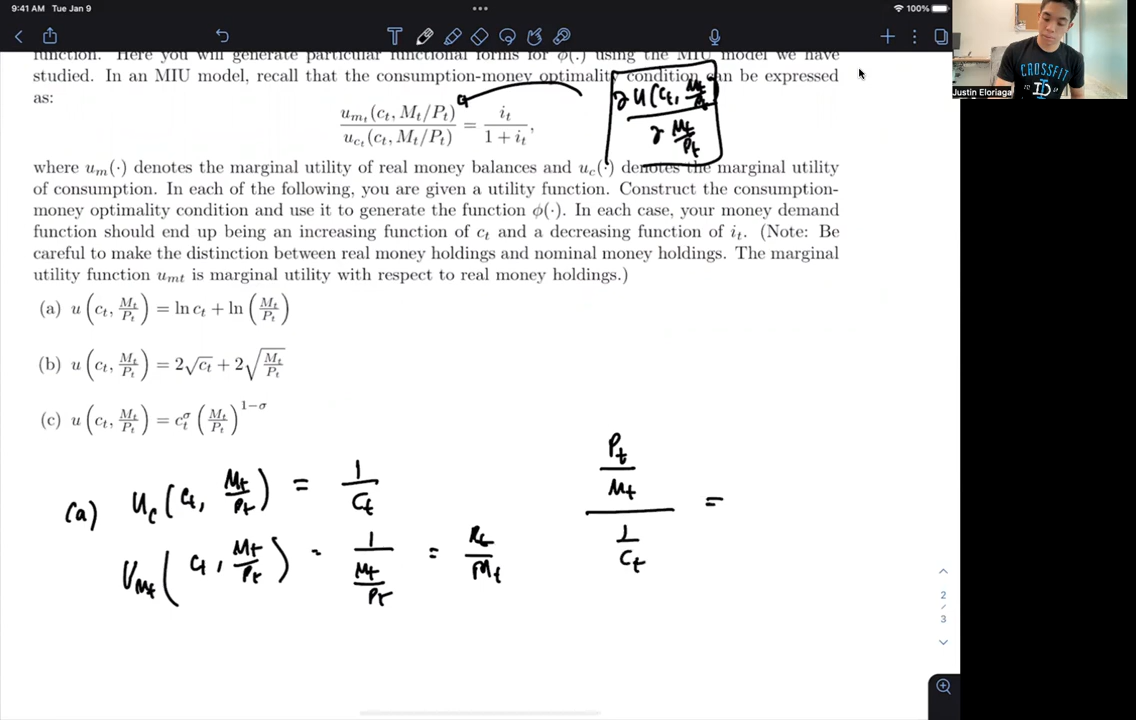 9:41 AM Tue Jan 9
100%
function. Here you will generate particular functional forms for ϕ(.) using the MIU model we have
studied. In an MIU model, recall that the consumption-money optimality condition can be expressed
as:
u_{m_t}(c_t, M_t/P_t) / u_{c_t}(c_t, M_t/P_t) = i_t / (1 + i_t),
∂ u(c_t, M_t/P_t) / ∂ M_t/P_t
where u_m(·) denotes the marginal utility of real money balances and u_c(·) denotes the marginal utility
of consumption. In each of the following, you are given a utility function. Construct the consumption-
money optimality condition and use it to generate the function ϕ(·). In each case, your money demand
function should end up being an increasing function of c_t and a decreasing function of i_t. (Note: Be
careful to make the distinction between real money holdings and nominal money holdings. The marginal
utility function u_{mt} is marginal utility with respect to real money holdings.)
(a) u(c_t, M_t/P_t) = ln c_t + ln(M_t/P_t)
(b) u(c_t, M_t/P_t) = 2√c_t + 2√(M_t/P_t)
(c) u(c_t, M_t/P_t) = c_t^σ (M_t/P_t)^{1−σ}
(a) u_c(c_t, M_t/P_t) = 1/c_t
U_{Mt}(c_t, M_t/P_t) = 1/(M_t/P_t) = P_t/M_t
(P_t/M_t) / (1/c_t) =
2
/
3
CROSSFIT
Justin Eloriaga